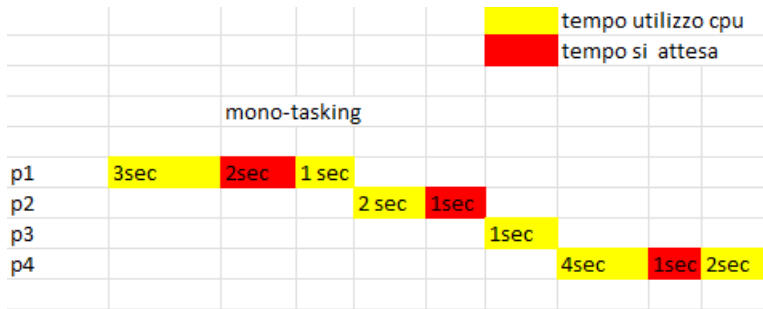 tempo utilizzo cpu
tempo si attesa
mono-tasking
p1 3sec 2sec 1 sec
p2 2 sec 1sec
p3 1sec
p4 4sec 1sec 2sec